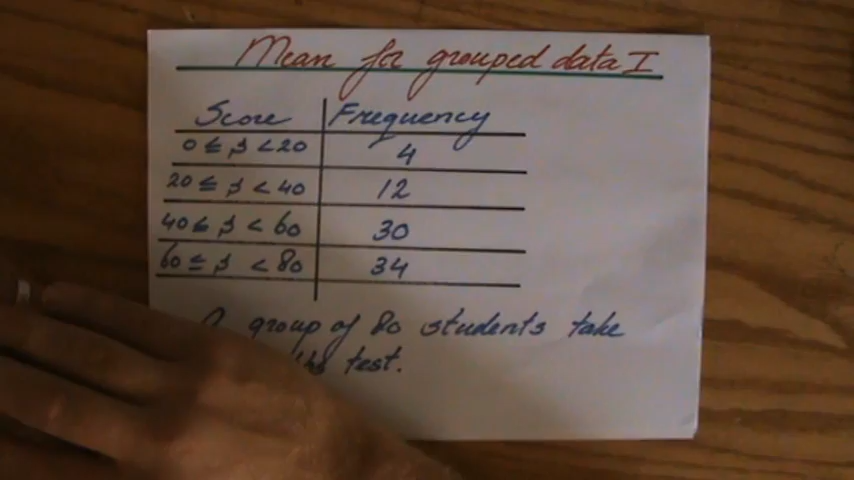 Mean for grouped data I
Score Frequency
0 ≤ s < 20 4
20 ≤ s < 40 12
40 ≤ s < 60 30
60 ≤ s < 80 34
A group of 80 students take
test.